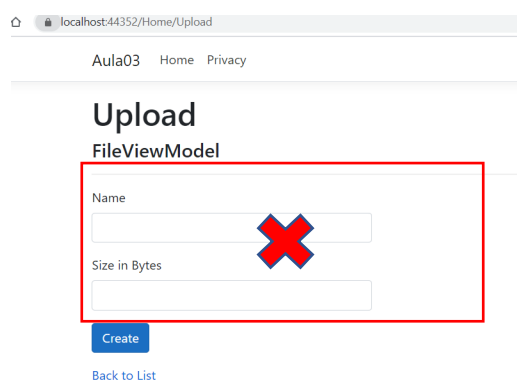 localhost:44352/Home/Upload
Aula03 Home Privacy
Upload
FileViewModel
Name
Size in Bytes
Create
Back to List